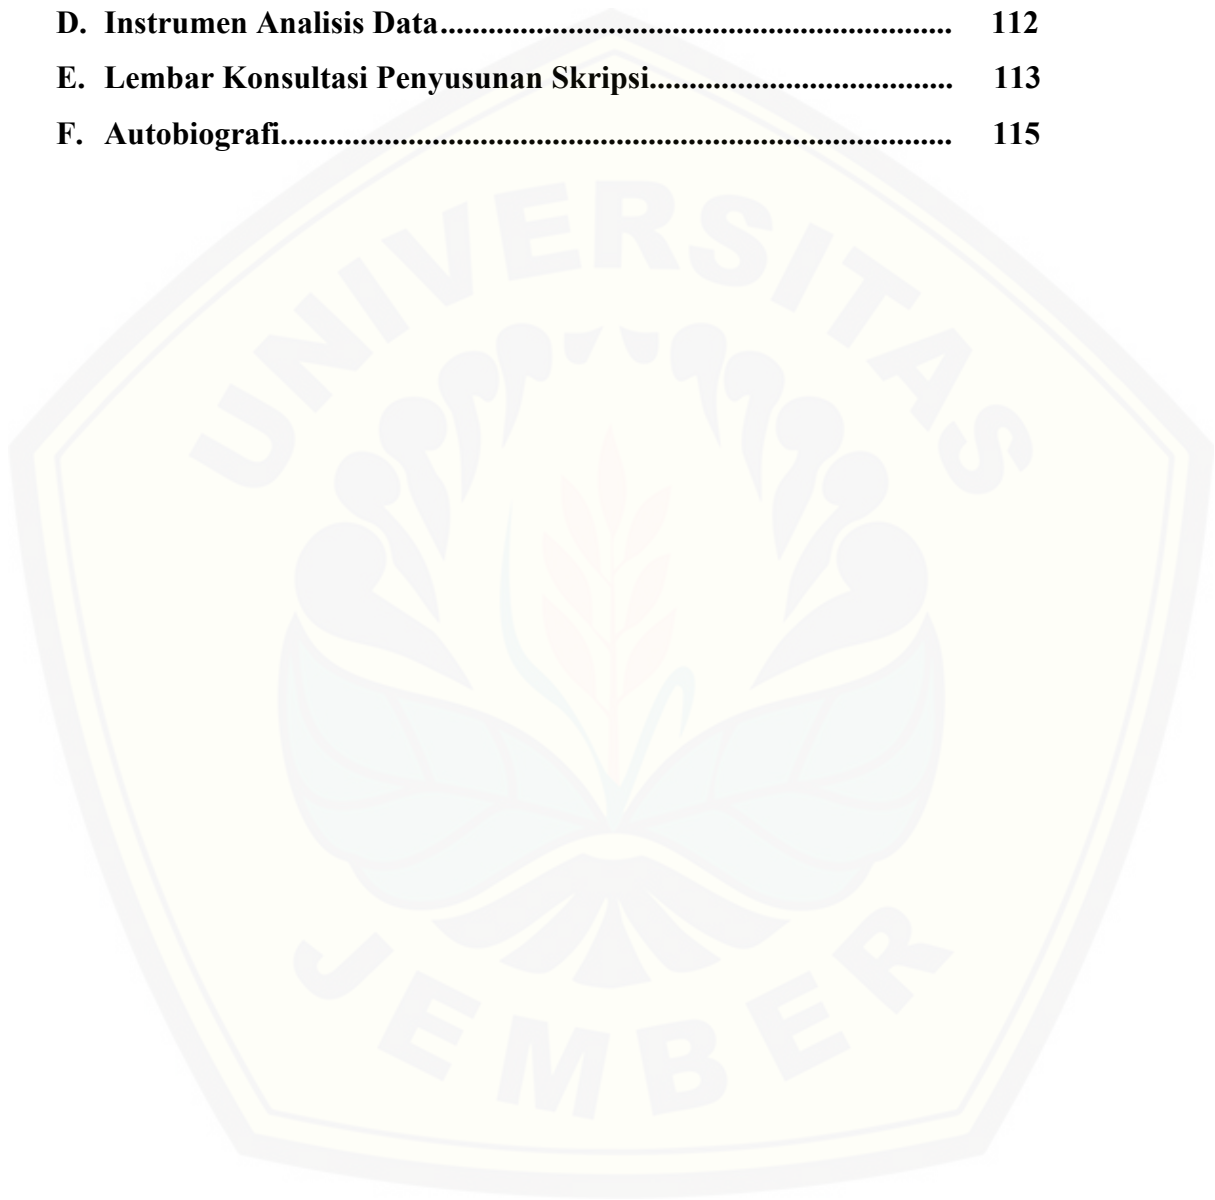 D. Instrumen Analisis Data................................................................ 112
E. Lembar Konsultasi Penyusunan Skripsi...................................... 113
F. Autobiografi.................................................................................... 115
UNIVERSITAS
JEMBER